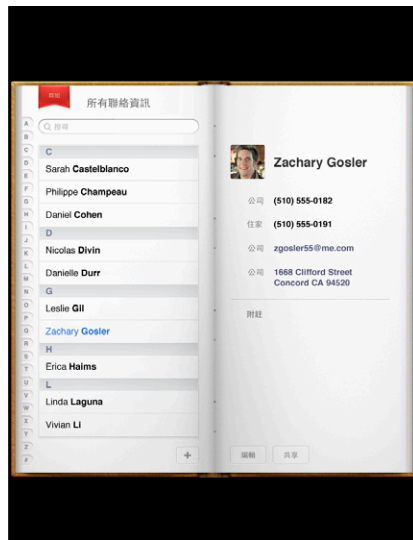 群組
所有聯絡資訊
搜尋
A
B
C
D
E
F
G
H
I
J
K
L
M
N
O
P
Q
R
S
T
U
V
W
X
Y
Z
#
C
Sarah Castelblanco
Philippe Champeau
Daniel Cohen
D
Nicolas Divin
Danielle Durr
G
Leslie Gil
Zachary Gosler
H
Erica Haims
L
Linda Laguna
Vivian Li
+
Zachary Gosler
公司 (510) 555-0182
住家 (510) 555-0191
公司 zgosler55@me.com
公司 1668 Clifford Street
Concord CA 94520
附註
編輯 共享